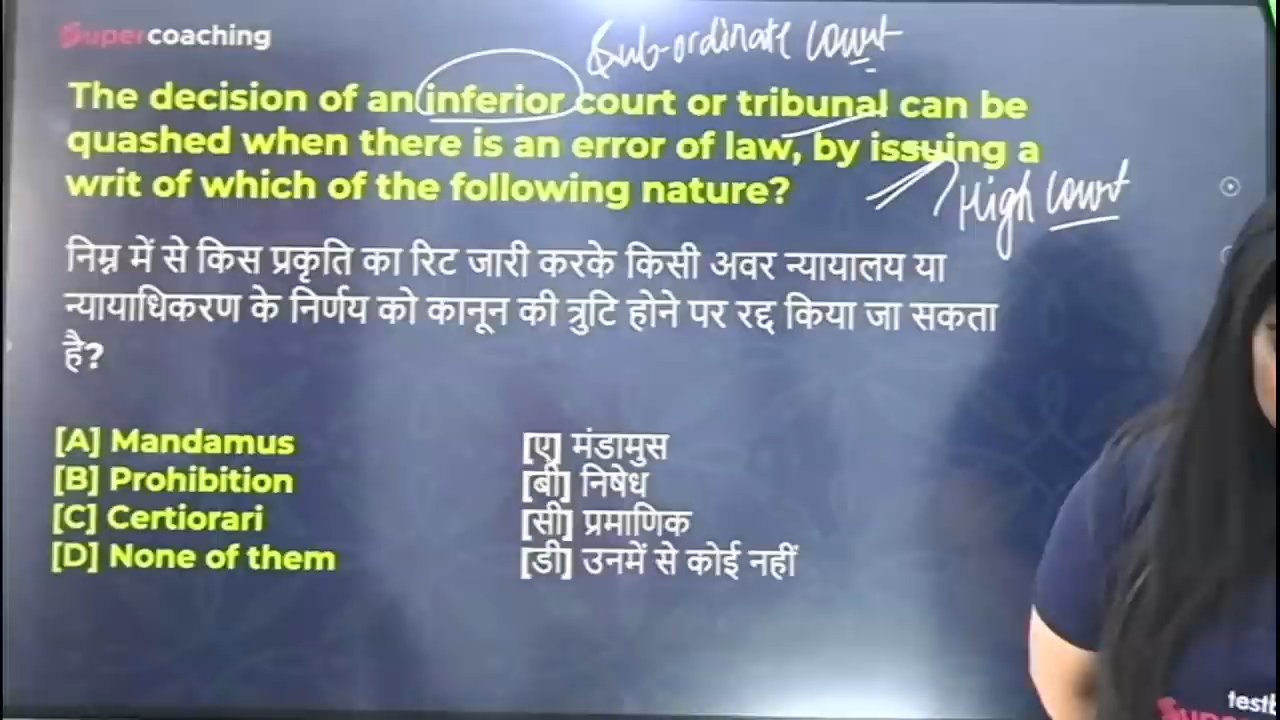 Supercoaching
Sub-ordinate court
The decision of an inferior court or tribunal can be
quashed when there is an error of law, by issuing a
writ of which of the following nature?
High court
निम्न में से किस प्रकृति का रिट जारी करके किसी अवर न्यायालय या
न्यायाधिकरण के निर्णय को कानून की त्रुटि होने पर रद्द किया जा सकता
है?
[A] Mandamus
[B] Prohibition
[C] Certiorari
[D] None of them
[ए] मंडामुस
[बी] निषेध
[सी] प्रमाणिक
[डी] उनमें से कोई नहीं